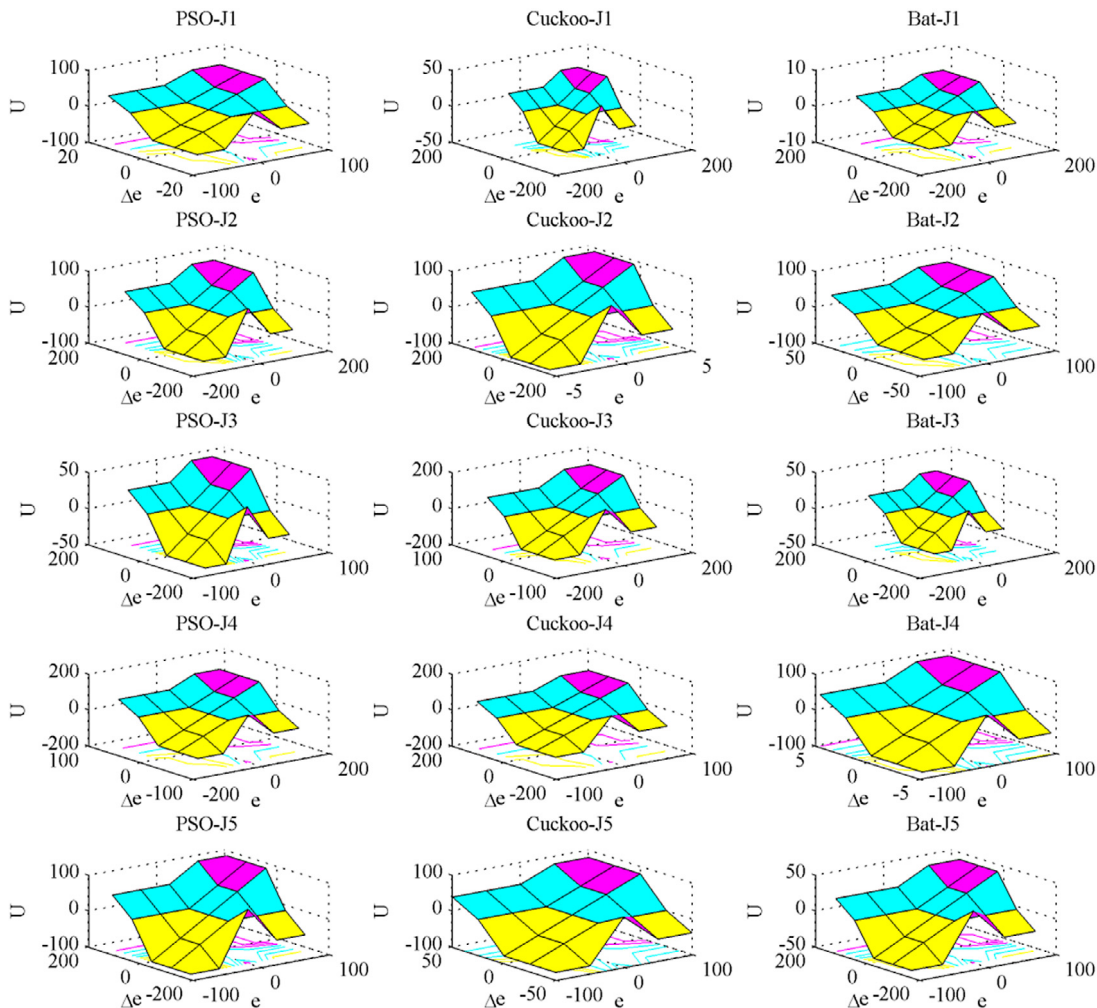 PSO-J1 Cuckoo-J1 Bat-J1
100 50 10
U 0 U 0 U 0
-100 -50 -10
20 100 200 200 200 200
0 0 0 0 0 0
Δe -20 -100 e Δe -200 -200 e Δe -200 -200 e
PSO-J2 Cuckoo-J2 Bat-J2
100 100 100
U 0 U 0 U 0
-100 -100 -100
200 200 200 5 50 100
0 0 0 0 0 0
Δe -200 -200 e Δe -200 -5 e Δe -50 -100 e
PSO-J3 Cuckoo-J3 Bat-J3
50 200 50
U 0 U 0 U 0
-50 -200 -50
200 100 100 200 200 200
0 0 0 0 0 0
Δe -200 -100 e Δe -100 -200 e Δe -200 -200 e
PSO-J4 Cuckoo-J4 Bat-J4
200 200 100
U 0 U 0 U 0
-200 -200 -100
100 200 100 100 5 100
0 0 0 0 0 0
Δe -100 -200 e Δe -200 -100 e Δe -5 -100 e
PSO-J5 Cuckoo-J5 Bat-J5
100 100 50
U 0 U 0 U 0
-100 -100 -50
200 100 50 100 200 100
0 0 0 0 0 0
Δe -200 -100 e Δe -50 -100 e Δe -200 -100 e